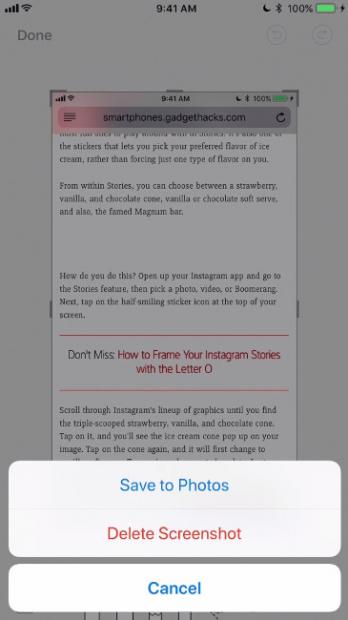 9:41 AM 100%
Done
9:41 AM 100%
smartphones.gadgethacks.com
the stickers that lets you pick your preferred flavor of ice
cream, rather than forcing just one type of flavor on you.
From within Stories, you can choose between a strawberry,
vanilla, and chocolate cone, vanilla or chocolate soft serve,
and also, the famed Magnum bar.
How do you do this? Open up your Instagram app and go to
the Stories feature, then pick a photo, video, or Boomerang.
Next, tap on the half-smiling sticker icon at the top of your
screen.
Don't Miss: How to Frame Your Instagram Stories
with the Letter O
Scroll through Instagram's lineup of graphics until you find
the triple-scooped strawberry, vanilla, and chocolate cone.
Tap on it, and you'll see the ice cream cone pop up on your
image. Tap on the cone again, and it will first change to
Save to Photos
Delete Screenshot
Cancel